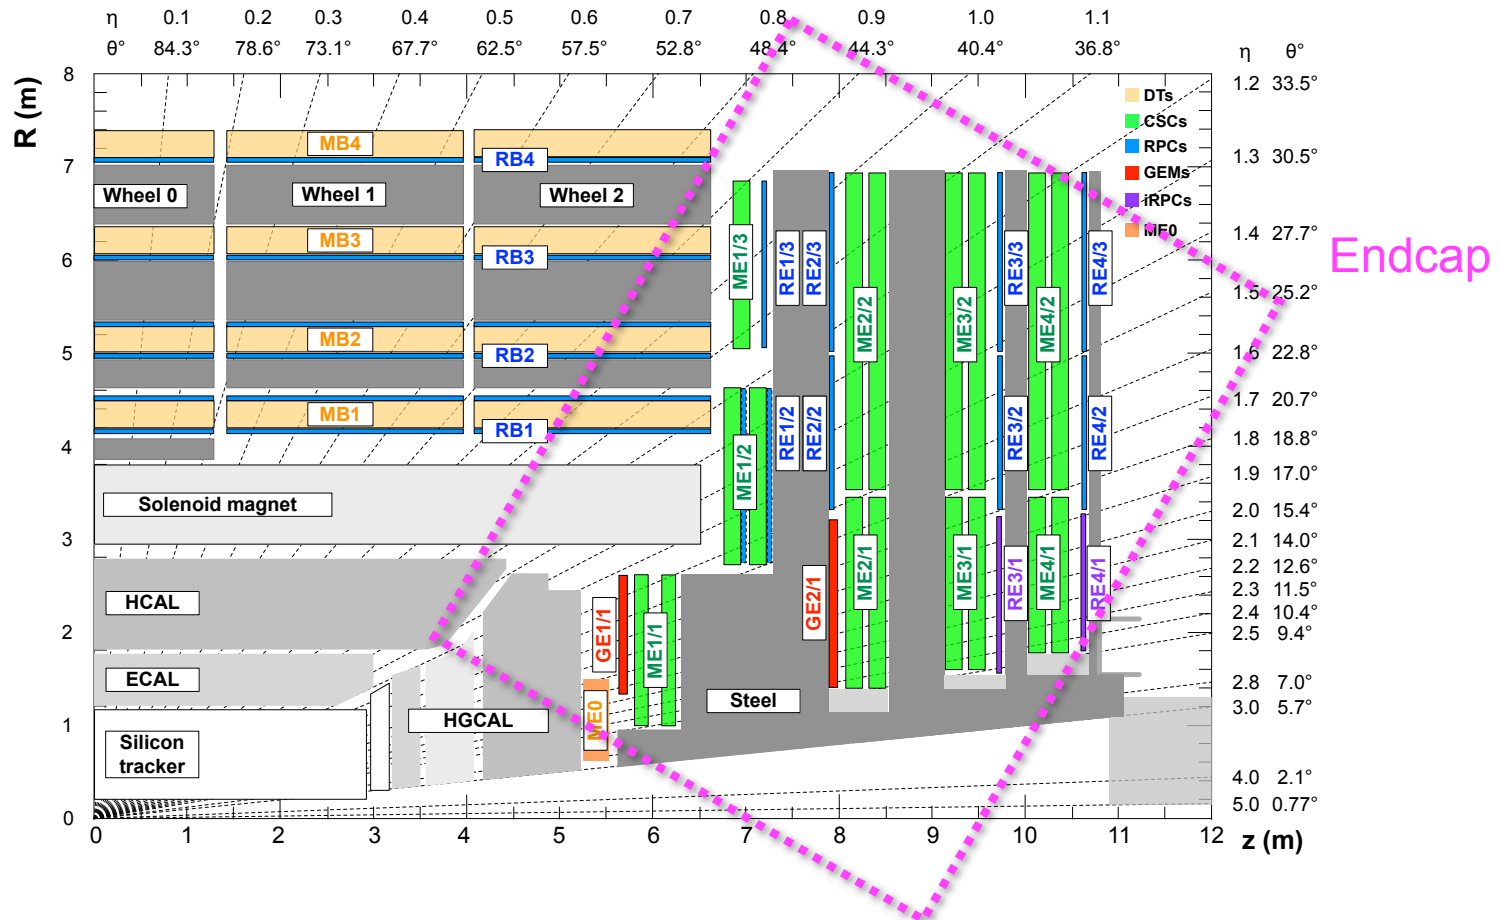 η 0.1 0.2 0.3 0.4 0.5 0.6 0.7 0.8 0.9 1.0 1.1
θ° 84.3° 78.6° 73.1° 67.7° 62.5° 57.5° 52.8° 48.4° 44.3° 40.4° 36.8° η θ°
R (m)
8
7
6
5
4
3
2
1
0
1.2 33.5°
1.3 30.5°
1.4 27.7°
1.5 25.2°
1.6 22.8°
1.7 20.7°
1.8 18.8°
1.9 17.0°
2.0 15.4°
2.1 14.0°
2.2 12.6°
2.3 11.5°
2.4 10.4°
2.5 9.4°
2.8 7.0°
3.0 5.7°
4.0 2.1°
5.0 0.77°
DTs
CSCs
RPCs
GEMs
iRPCs
ME0
Endcap
MB4
RB4
Wheel 0
Wheel 1
Wheel 2
MB3
RB3
MB2
RB2
MB1
RB1
Solenoid magnet
HCAL
ECAL
Silicon
tracker
HGCAL
Steel
ME1/3
RE1/3
RE2/3
ME2/2
ME3/2
RE3/3
ME4/2
RE4/3
ME1/2
RE1/2
RE2/2
RE3/2
RE4/2
GE1/1
ME1/1
ME0
GE2/1
ME2/1
ME3/1
RE3/1
ME4/1
RE4/1
0 1 2 3 4 5 6 7 8 9 10 11 12
z (m)